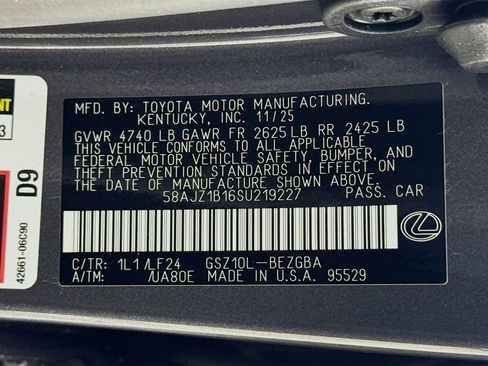 MFD. BY: TOYOTA MOTOR MANUFACTURING.
KENTUCKY, INC. 11/25
GVWR 4740 LB GAWR FR 2625 LB RR 2425 LB
THIS VEHICLE CONFORMS TO ALL APPLICABLE
FEDERAL MOTOR VEHICLE SAFETY, BUMPER, AND
THEFT PREVENTION STANDARDS IN EFFECT ON
THE DATE OF MANUFACTURE SHOWN ABOVE.
58AJZ1B16SU219227 PASS. CAR
C/TR: 1L1 /LF24 GSZ10L-BEZGBA
A/TM: /UA80E MADE IN U.S.A. 95529
D9
42661-06C90